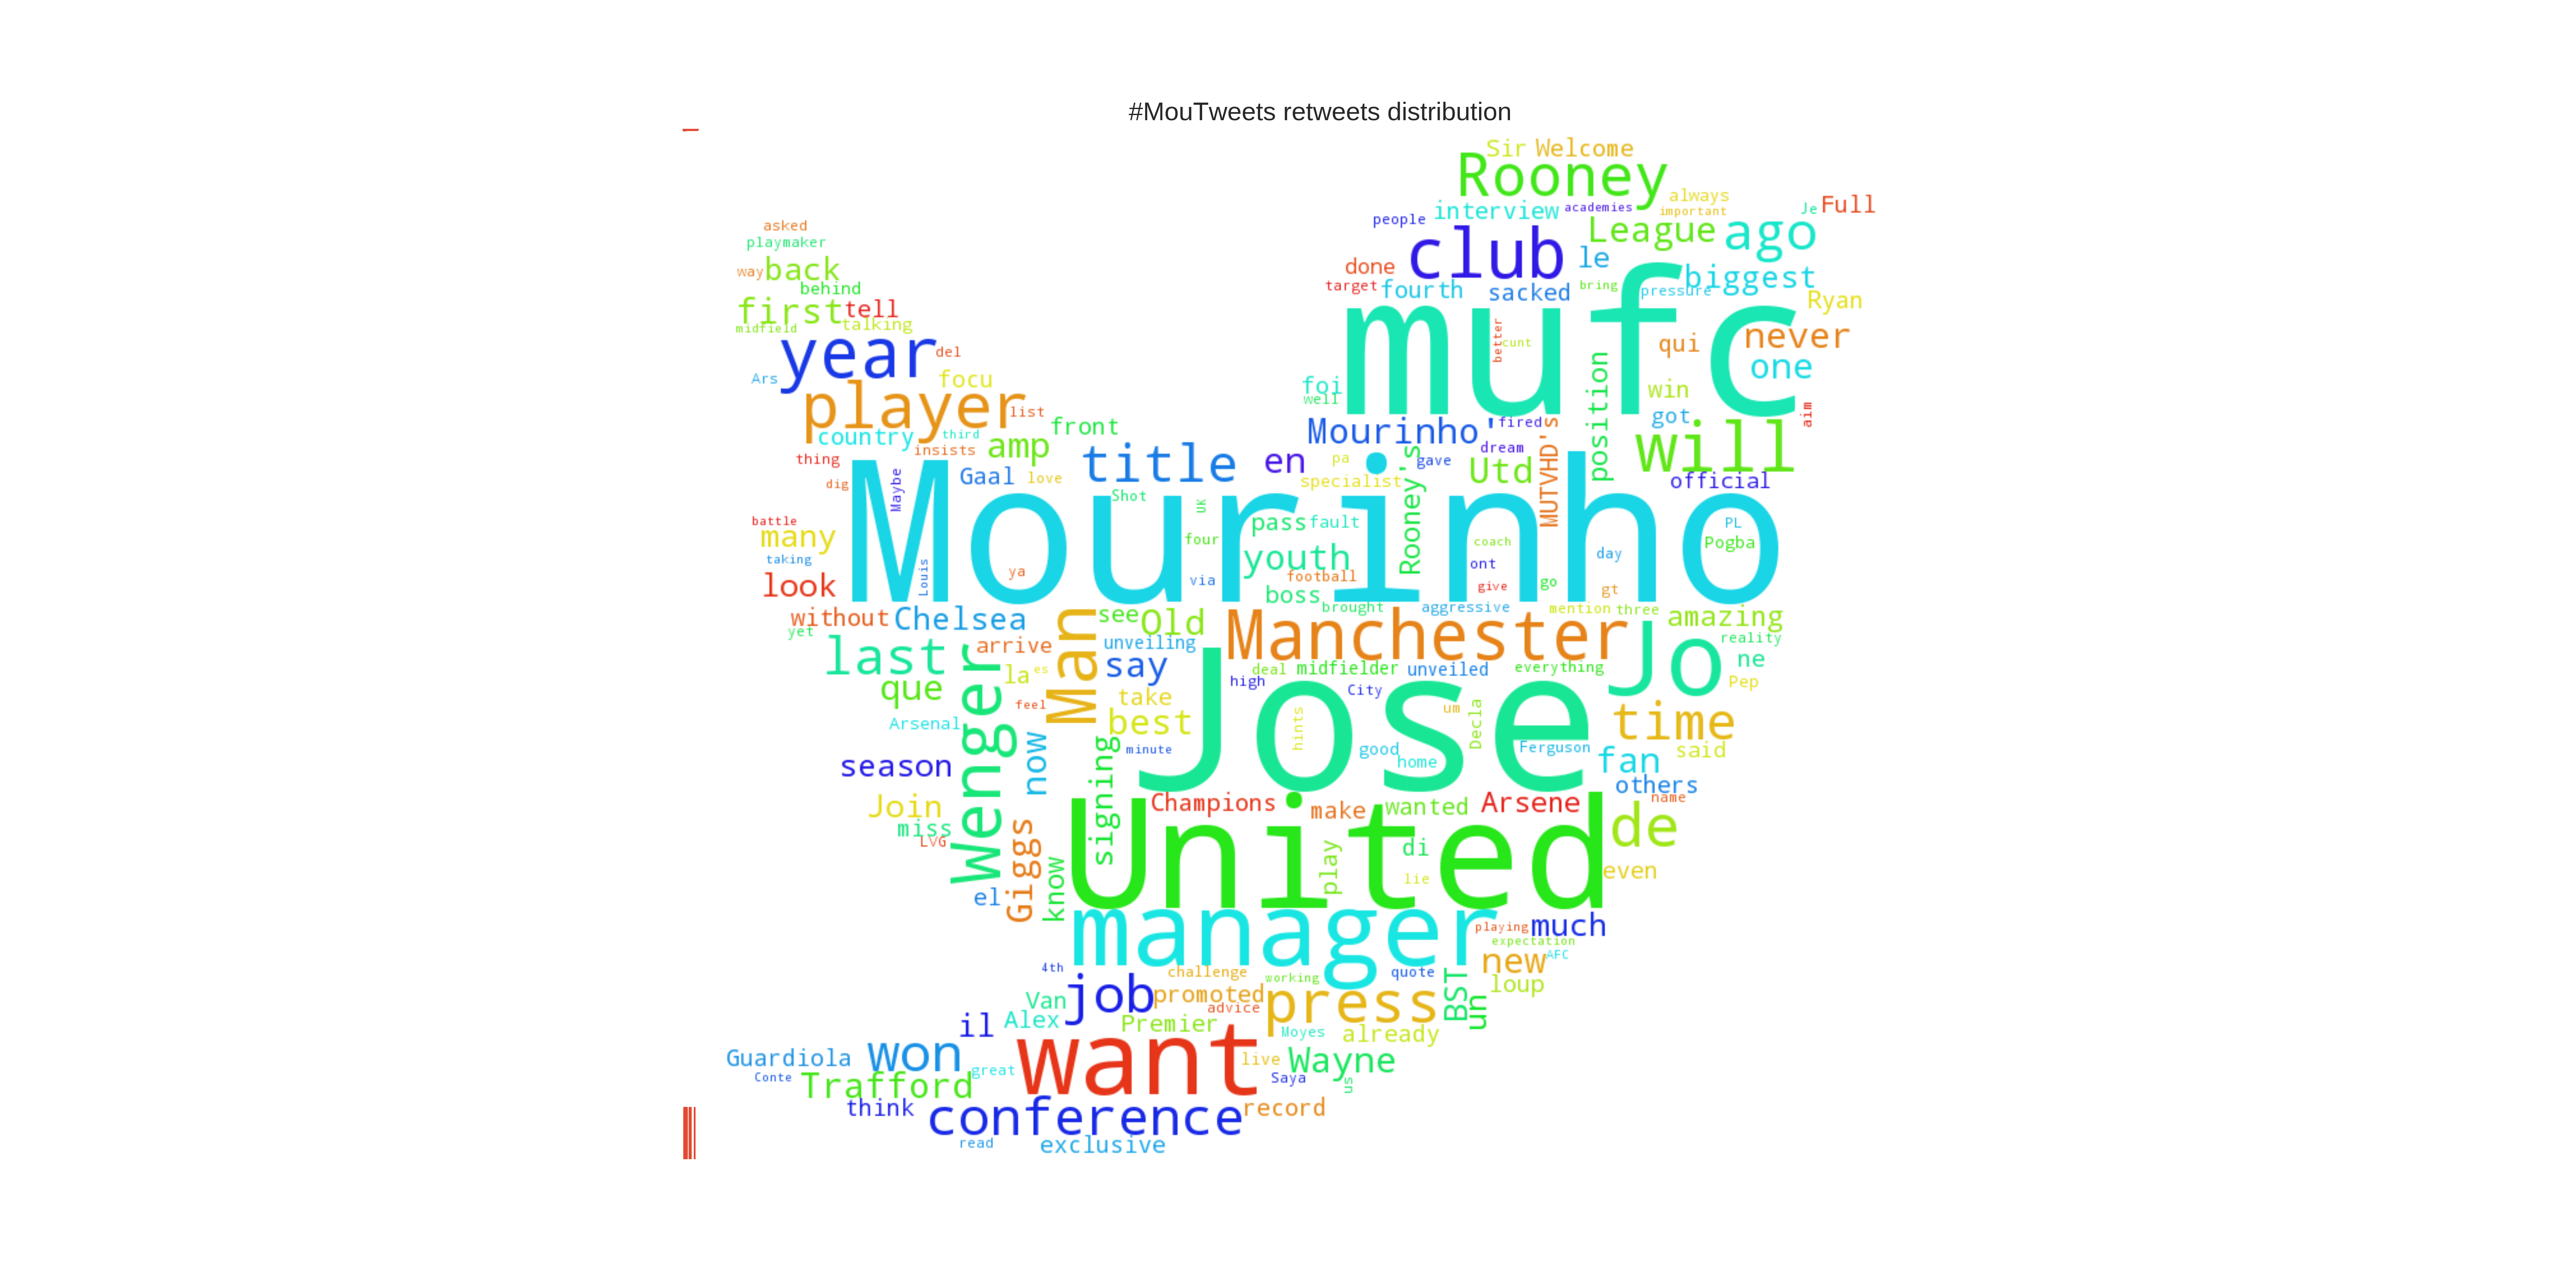 #MouTweets retweets distribution
Sir Welcome
Rooney
always
interview academies important
people
Je Full
asked
playmaker
League ago
club
way back
le
done
behind
target fourth sacked bring pressure biggest
first tell
Ryan
midfield talking
mufc
year del
better cunt
qui never
one
Ars
focu
foi
well
position
win
player list
got
aim
country third amp front
Mourinho' fired
insists
dream
will
thing
Gaal love
title
en
pa
gave
Utd
MUTVHD's
official
dig
Maybe
specialist
Rooney's
Mourinho
Shot
UK
battle
pass fault
PL
many
four
coach
Pogba
taking
youth
day
look
Louis
ya
via
football
ont
give
go
gt
boss
without Chelsea
see Old
brought aggressive mention three
amazing
yet
arrive
Man
unveiling
Manchester
Jo
reality
last
la es
say
deal midfielder unveiled everything
ne
que
take
high
City
Pep
Wenger
feel
best
Jose
um
Decla
hints
time
Arsenal
minute
good
home
Ferguson
fan said
season
now
signing
others
Join
Champions
make wanted Arsene
name
miss
LVG
Giggs
United
de
di
play
lie
even
el
know
manager
playing much
expectation
AFC
4th
challenge
working
quote
new
job
Van
promoted
advice
press
BST
un
loup
il Alex
Premier
Moyes already
Guardiola won
great
want
live Wayne
Conte
Trafford
Saya
us
think
conference
record
read exclusive